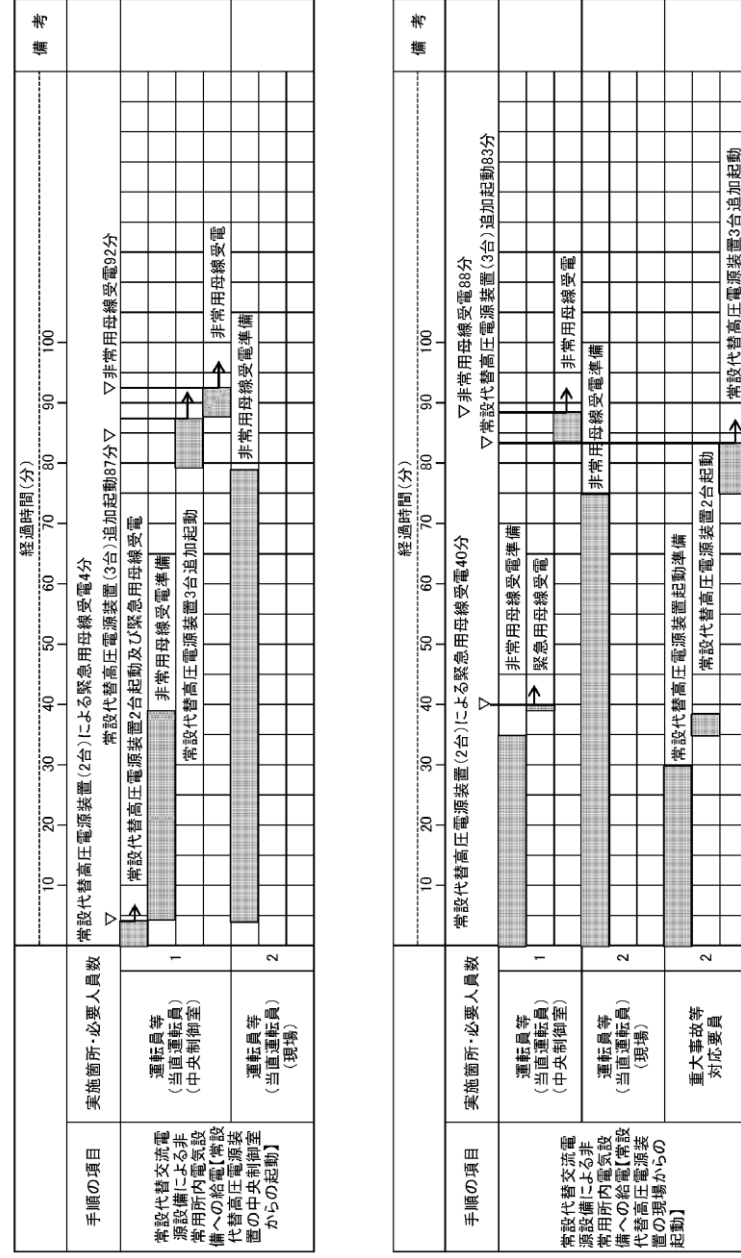 手順の項目
実施箇所・必要人員数
経過時間(分)
備考
10 20 30 40 50 60 70 80 90 100
常設代替交流電
源設備による非
常用所内電気設
備への給電【常設
代替高圧電源装
置の中央制御室
からの起動】
運転員等
(当直運転員)
(中央制御室)
1
運転員等
(当直運転員)
(現場)
2
常設代替高圧電源装置(2台)による緊急用母線受電4分
▽
常設代替高圧電源装置(3台)追加起動87分▽
▽非常用母線受電92分
常設代替高圧電源装置2台起動及び緊急用母線受電
非常用母線受電準備
常設代替高圧電源装置3台追加起動
非常用母線受電
非常用母線受電準備
手順の項目
実施箇所・必要人員数
経過時間(分)
備考
10 20 30 40 50 60 70 80 90 100
常設代替交流電
源設備による非
常用所内電気設
備への給電【常設
代替高圧電源装
置の現場からの
起動】
運転員等
(当直運転員)
(中央制御室)
1
運転員等
(当直運転員)
(現場)
2
重大事故等
対応要員
2
常設代替高圧電源装置(2台)による緊急用母線受電40分
▽
▽非常用母線受電88分
▽常設代替高圧電源装置(3台)追加起動83分
非常用母線受電準備
緊急用母線受電
非常用母線受電
非常用母線受電準備
常設代替高圧電源装置起動準備
常設代替高圧電源装置2台起動
常設代替高圧電源装置3台追加起動